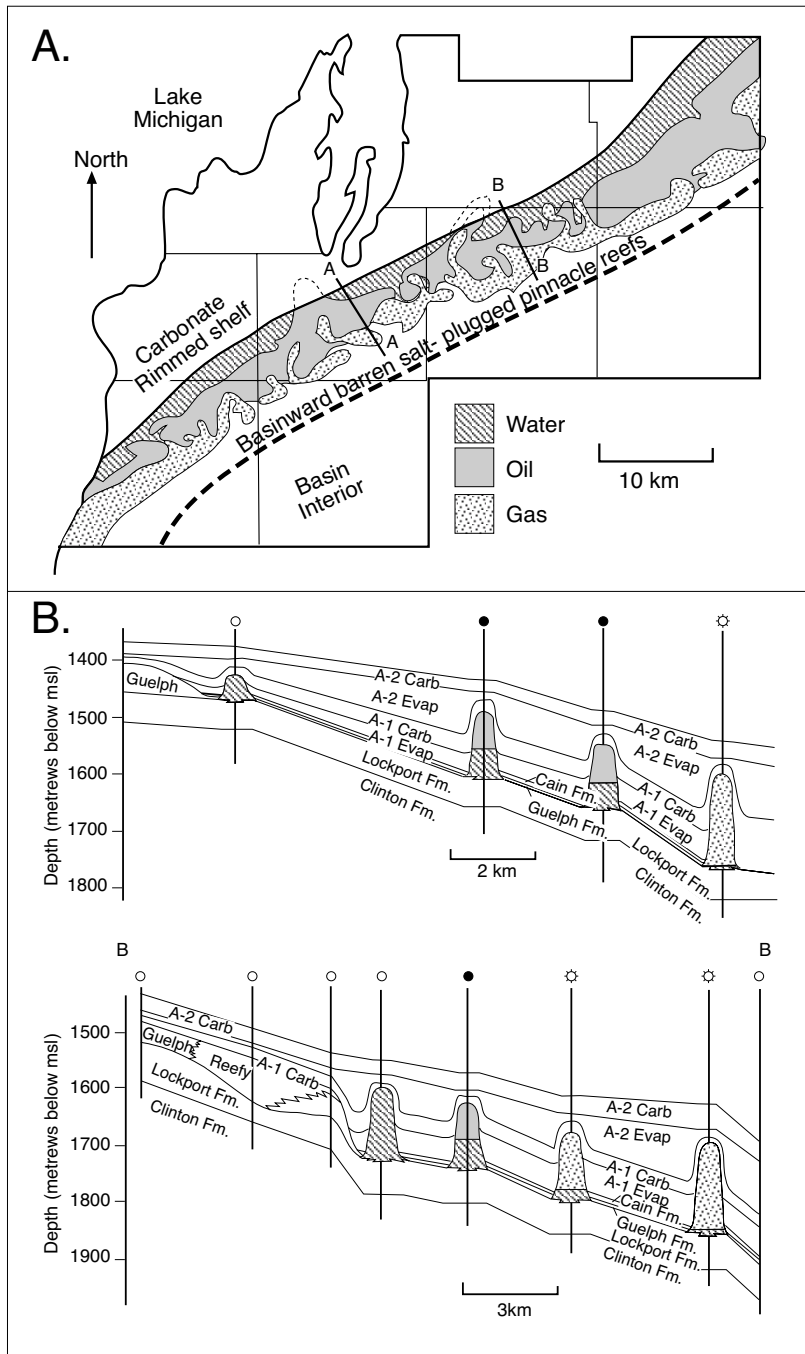 A.
Lake
Michigan
North
B
B
A
A
Carbonate
Rimmed shelf
Basinward barren salt- plugged pinnacle reefs
Basin
Interior
Water
Oil
Gas
10 km
B.
Depth (metrews below msl)
1400
1500
1600
1700
1800
Guelph
A-2 Carb
A-2 Evap
A-1 Carb
A-1 Evap
Lockport Fm.
Clinton Fm.
Cain Fm.
Guelph Fm.
A-2 Carb
A-2 Evap
A-1 Carb
A-1 Evap
Lockport Fm.
Clinton Fm.
2 km
B
B
Depth (metrews below msl)
1500
1600
1700
1800
1900
A-2 Carb
Guelph
Reefy
A-1 Carb
Lockport Fm.
Clinton Fm.
A-2 Carb
A-2 Evap
A-1 Carb
A-1 Evap
Cain Fm.
Guelph Fm.
Lockport Fm.
Clinton Fm.
3km